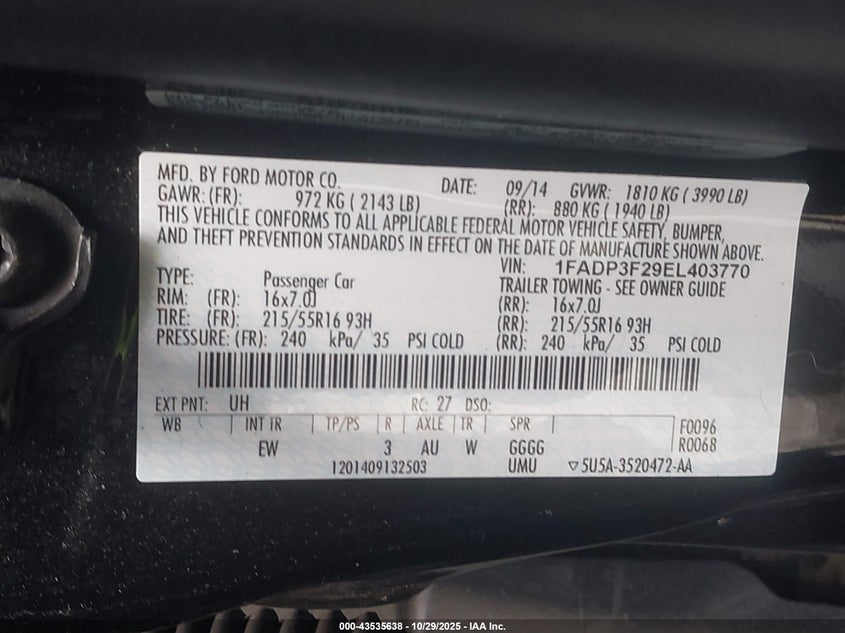 MFD. BY FORD MOTOR CO. DATE: 09/14 GVWR: 1810 KG ( 3990 LB)
GAWR: (FR): 972 KG ( 2143 LB) (RR): 880 KG ( 1940 LB)
THIS VEHICLE CONFORMS TO ALL APPLICABLE FEDERAL MOTOR VEHICLE SAFETY, BUMPER,
AND THEFT PREVENTION STANDARDS IN EFFECT ON THE DATE OF MANUFACTURE SHOWN ABOVE.
VIN: 1FADP3F29EL403770
TYPE: Passenger Car TRAILER TOWING - SEE OWNER GUIDE
RIM: (FR): 16x7.0J (RR): 16x7.0J
TIRE: (FR): 215/55R16 93H (RR): 215/55R16 93H
PRESSURE: (FR): 240 kPa/ 35 PSI COLD (RR): 240 kPa/ 35 PSI COLD
EXT PNT: UH RC: 27 DSO:
WB INT TR TP/PS R AXLE TR SPR F0096
EW 3 AU W GGGG R0068
1201409132503 UMU ▽5U5A-3520472-AA
000-43535638 - 10/29/2025 - IAA Inc.